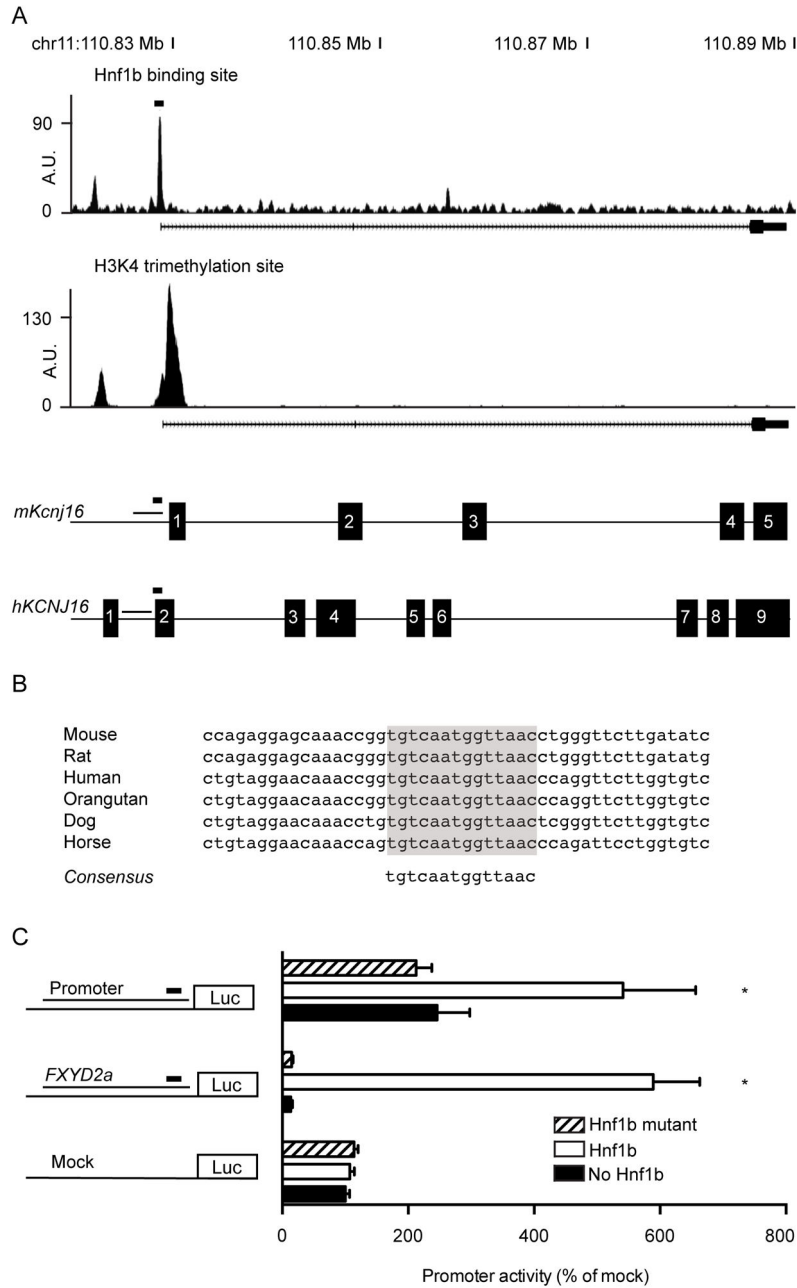 A
chr11:110.83 Mb 110.85 Mb 110.87 Mb 110.89 Mb
Hnf1b binding site
90
A.U.
0
H3K4 trimethylation site
130
A.U.
0
mKcnj16 1 2 3 4 5
hKCNJ16 1 2 3 4 5 6 7 8 9
B
Mouse ccagaggagcaaaccggtgtcaatggttaacctgggttcttgatatc
Rat ccagaggagcaaaccgggtgtcaatggttaacctgggttcttgatatg
Human ctgtaggaacaaaccggtgtcaatggttaacccaggttcttggtgtc
Orangutan ctgtaggaacaaaccggtgtcaatggttaacccaggttcttggtgtc
Dog ctgtaggaacaaacctgtgtcaatggttaactcgggttcttggtgtc
Horse ctgtaggaacaaaccagtgtcaatggttaacccagattcctggtgtc
Consensus tgtcaatggttaac
C
Promoter Luc
*
FXYD2a Luc
*
Mock Luc
Hnf1b mutant
Hnf1b
No Hnf1b
0 200 400 600 800
Promoter activity (% of mock)